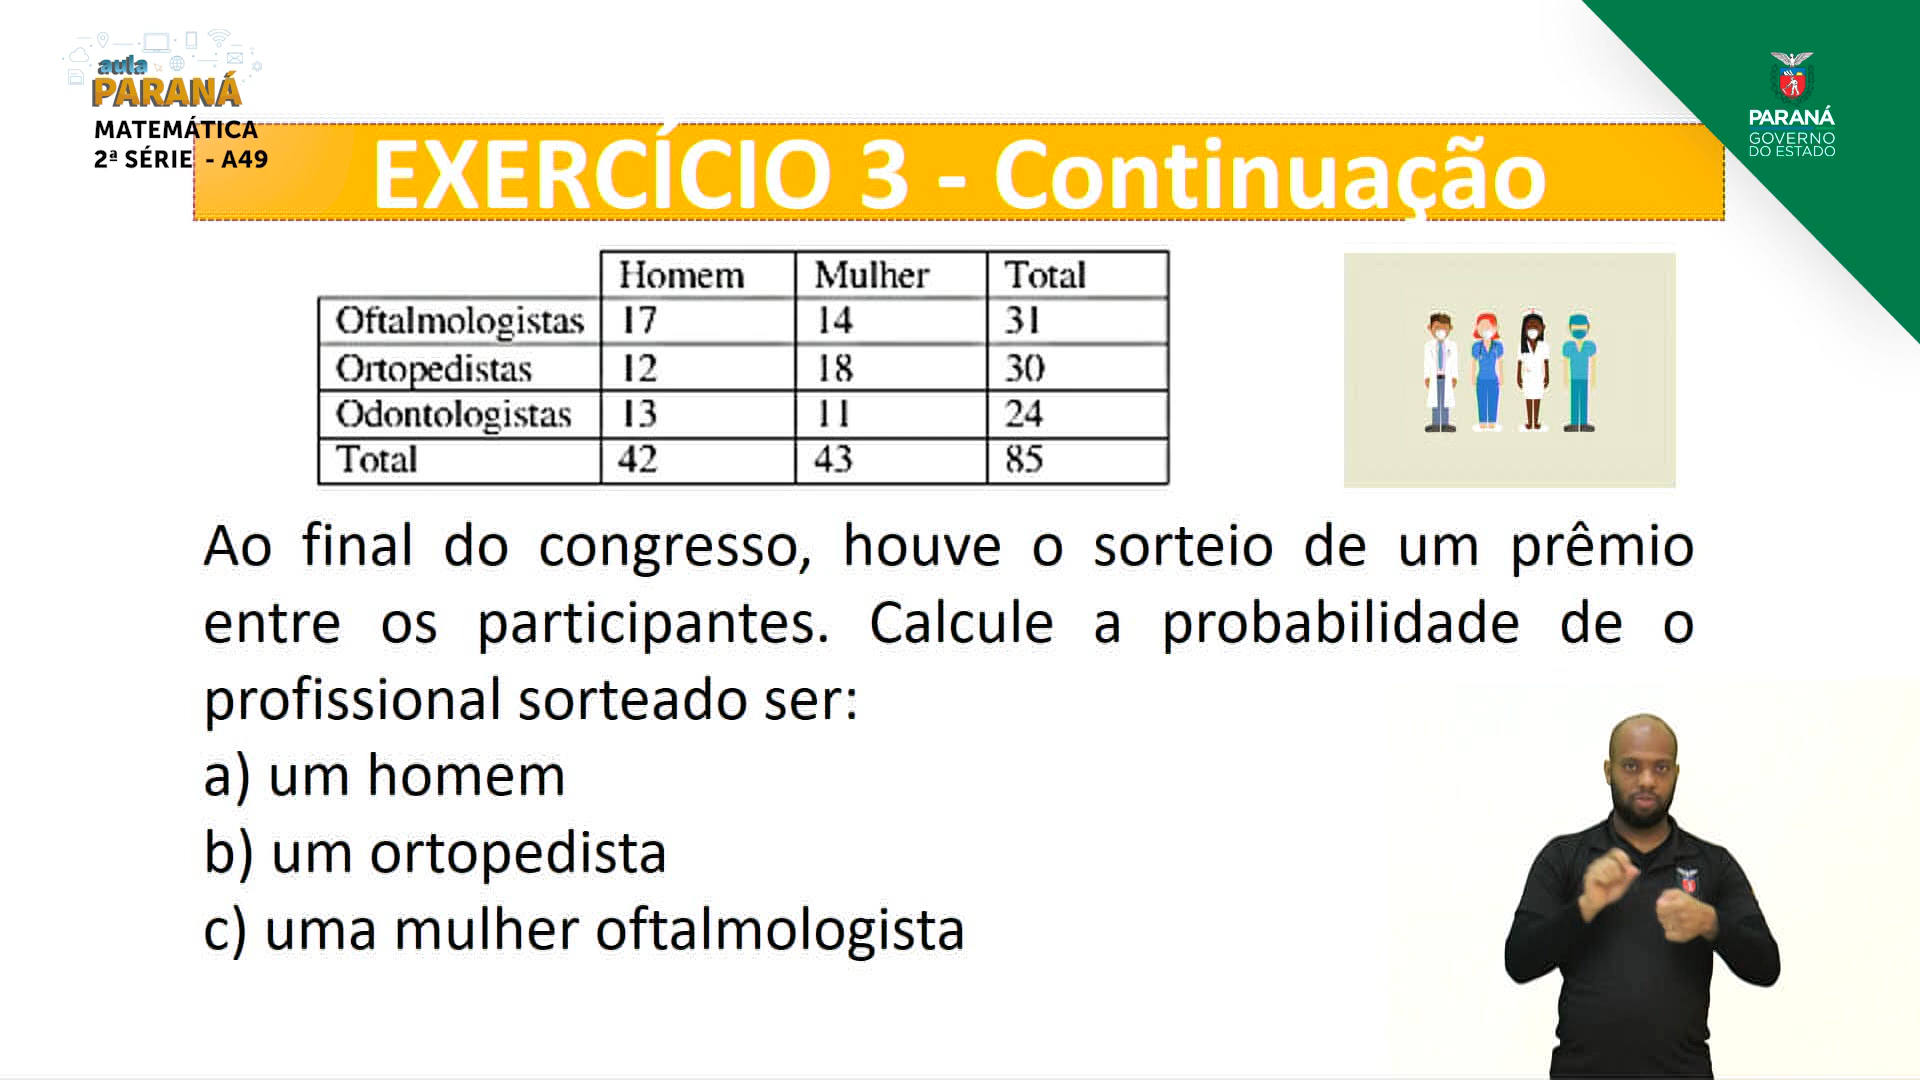 aula
PARANÁ
MATEMÁTICA
2ª SÉRIE - A49
PARANÁ
GOVERNO
DO ESTADO
EXERCÍCIO 3 - Continuação
Homem Mulher Total
Oftalmologistas 17 14 31
Ortopedistas 12 18 30
Odontologistas 13 11 24
Total 42 43 85
Ao final do congresso, houve o sorteio de um prêmio
entre os participantes. Calcule a probabilidade de o
profissional sorteado ser:
a) um homem
b) um ortopedista
c) uma mulher oftalmologista